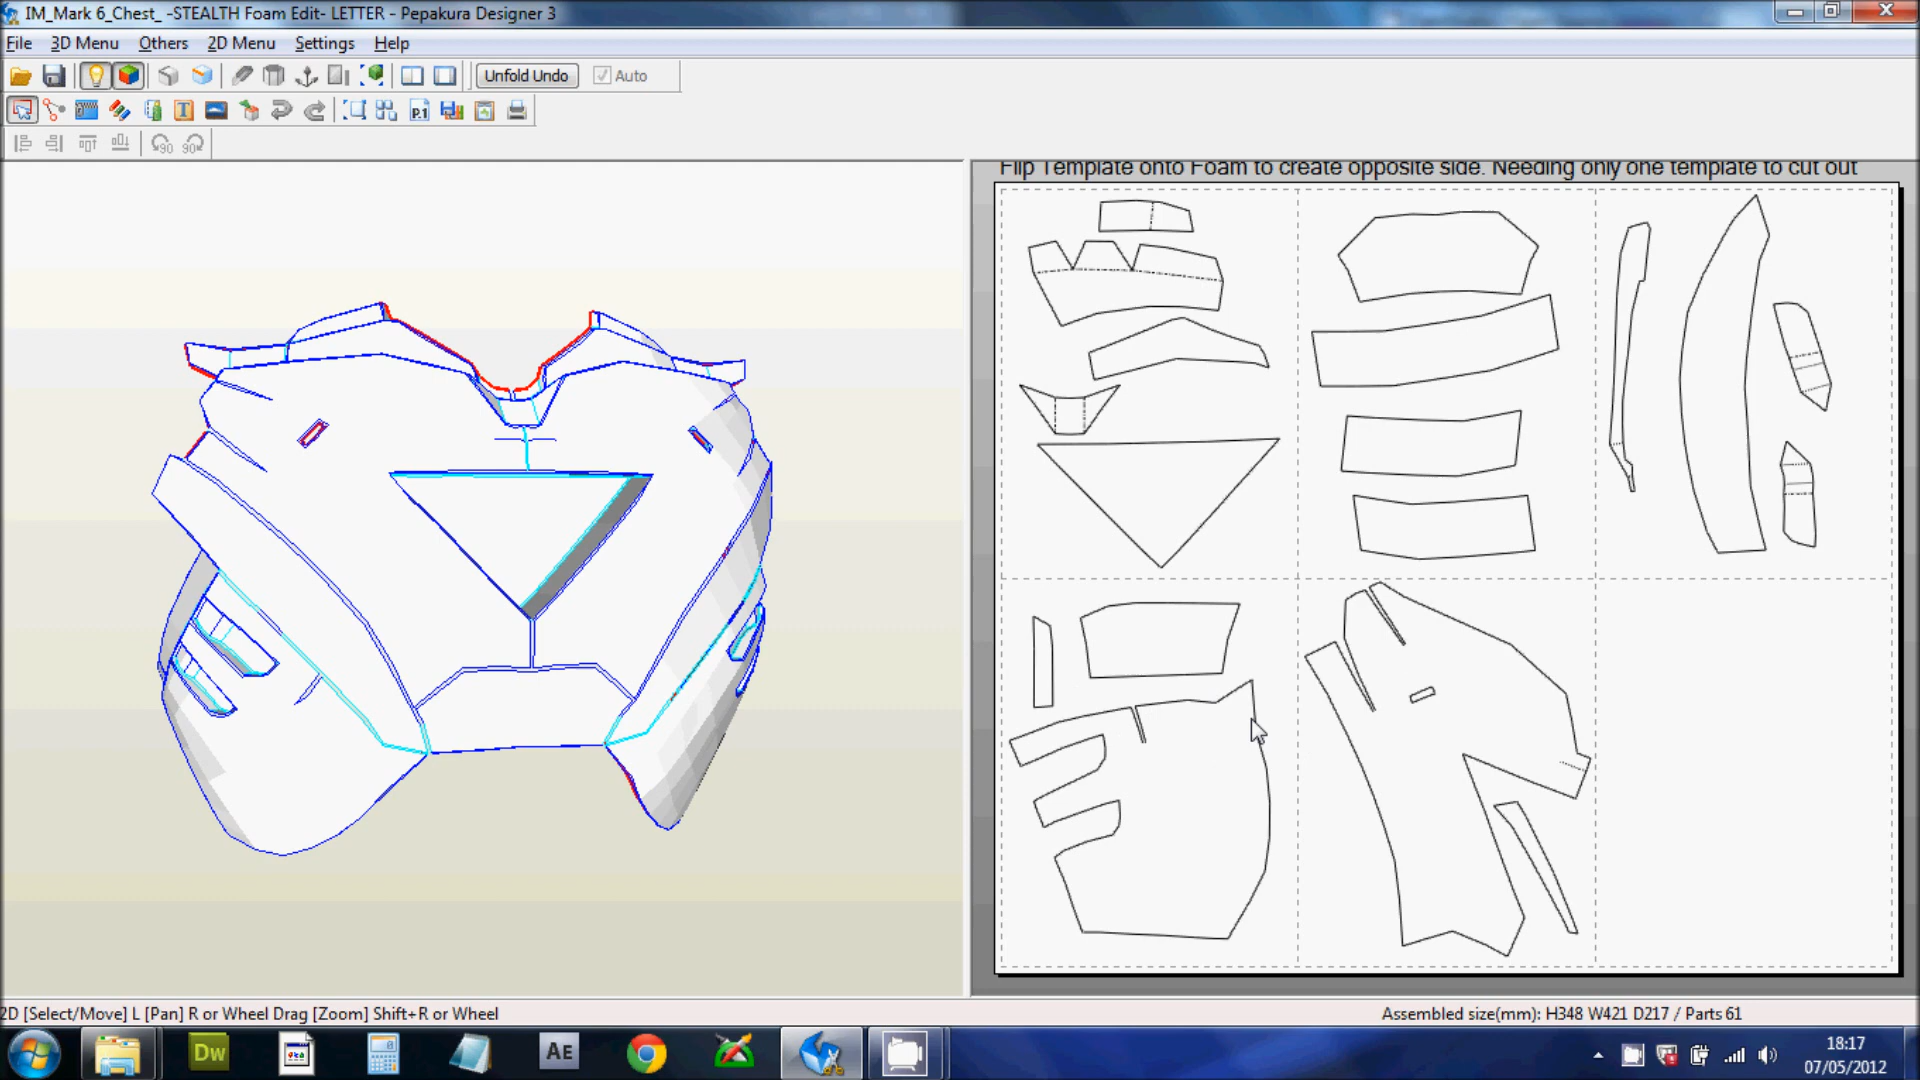 IM_Mark 6_Chest_ -STEALTH Foam Edit- LETTER - Pepakura Designer 3
File 3D Menu Others 2D Menu Settings Help
Unfold Undo Auto
T P.1
90 90
Flip Template onto Foam to create opposite side. Needing only one template to cut out
2D [Select/Move] L [Pan] R or Wheel Drag [Zoom] Shift+R or Wheel
Assembled size(mm): H348 W421 D217 / Parts 61
Dw AE
18:17
07/05/2012